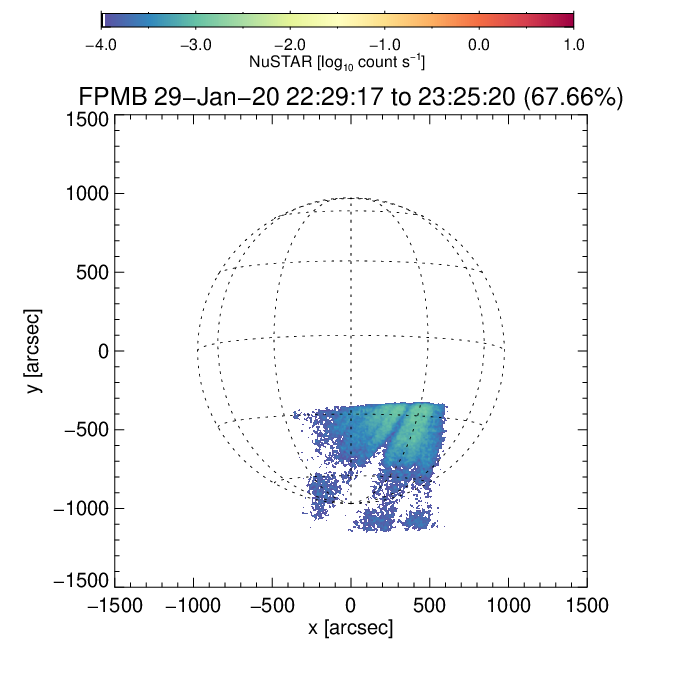 −4.0 −3.0 −2.0 −1.0 0.0 1.0
NuSTAR [log₁₀ count s⁻¹]
FPMB 29−Jan−20 22:29:17 to 23:25:20 (67.66%)
1500
1000
500
0
−500
−1000
−1500
y [arcsec]
−1500 −1000 −500 0 500 1000 1500
x [arcsec]